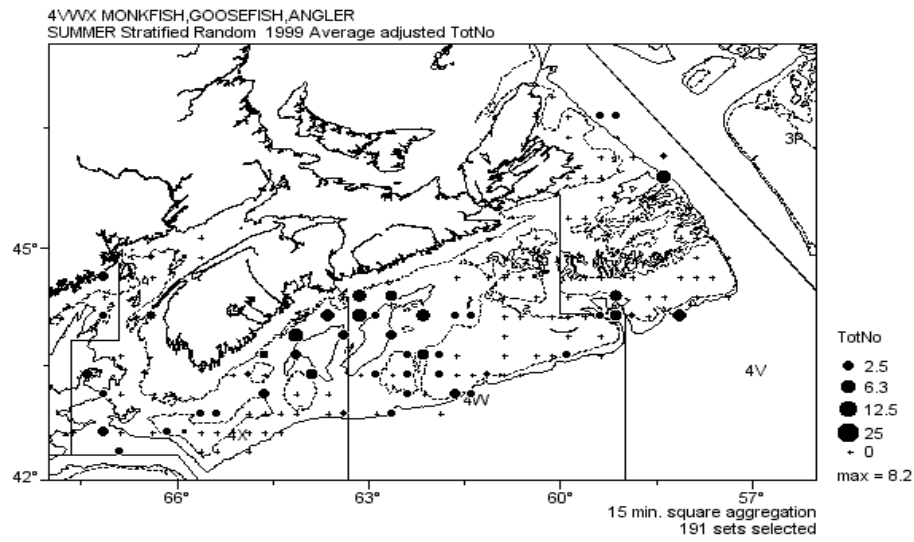 4VWX MONKFISH,GOOSEFISH,ANGLER
SUMMER Stratified Random 1999 Average adjusted TotNo
3P
45°
TotNo
2.5
6.3
12.5
25
0
max = 8.2
4V
4W
4X
42°
66°
63°
60°
57°
15 min. square aggregation
191 sets selected